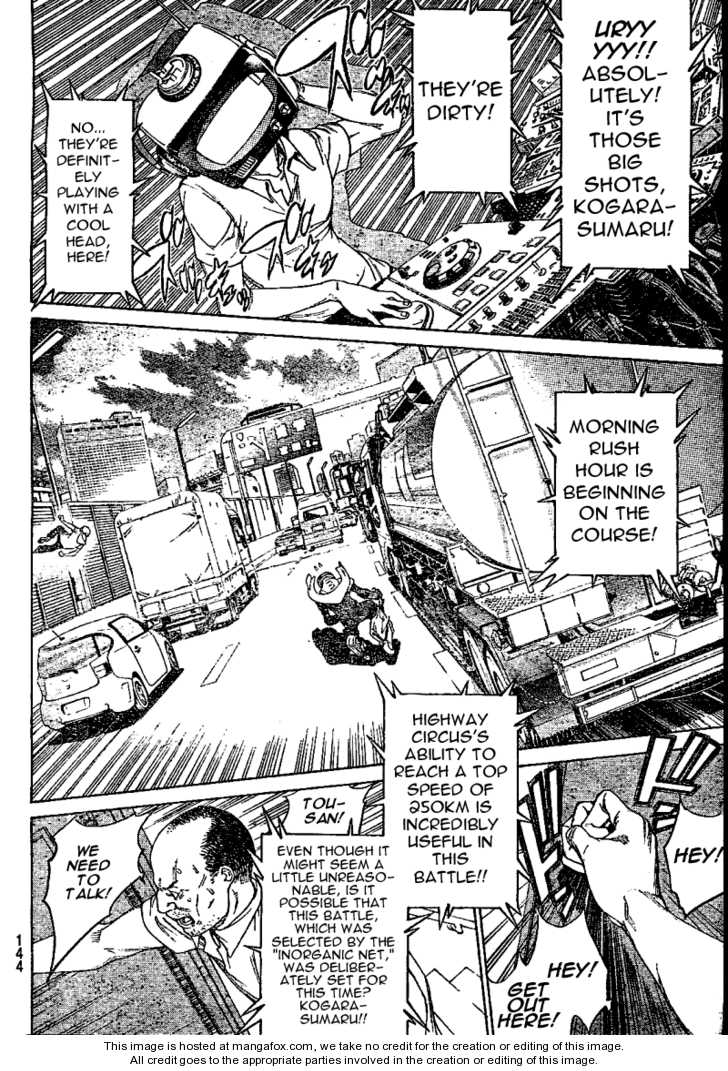 URYY
YYY!!
ABSOL-
UTELY!
IT'S
THOSE
BIG
SHOTS,
KOGARA-
SUMARU!
THEY'RE
DIRTY!
NO...
THEY'RE
DEFINIT-
ELY
PLAYING
WITH A
COOL
HEAD,
HERE!
MORNING
RUSH
HOUR IS
BEGINNING
ON THE
COURSE!
HIGHWAY
CIRCUS'S
ABILITY TO
REACH A TOP
SPEED OF
250KM IS
INCREDIBLY
USEFUL IN
THIS
BATTLE!!
HEY!
HEY!
GET
OUT
HERE!
TOU-
SAN!
EVEN THOUGH IT
MIGHT SEEM A
LITTLE UNREASO-
NABLE, IS IT
POSSIBLE THAT
THIS BATTLE,
WHICH WAS
SELECTED BY THE
"INORGANIC NET,"
WAS DELIBER-
ATELY SET FOR
THIS TIME?
KOGARA-
SUMARU!!
WE
NEED
TO
TALK!
144
This image is hosted at mangafox.com, we take no credit for the creation or editing of this image.
All credit goes to the appropriate parties involved in the creation or editing of this image.